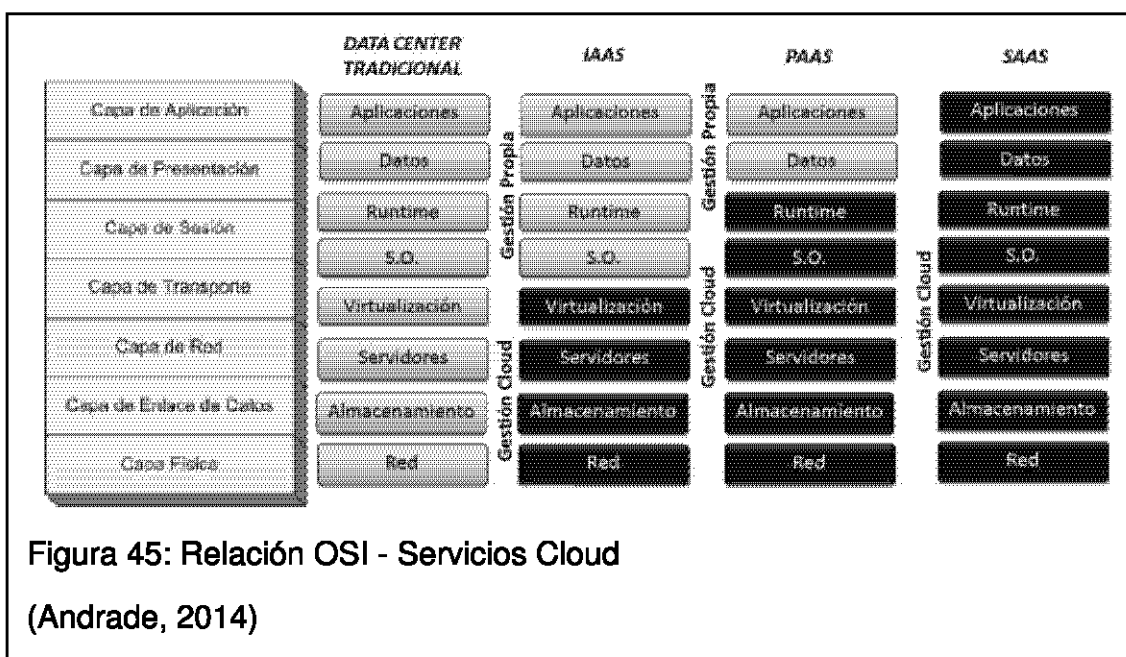 DATA CENTER
TRADICIONAL
IAAS
PAAS
SAAS
Capa de Aplicación
Capa de Presentación
Capa de Sesión
Capa de Transporte
Capa de Red
Capa de Enlace de Datos
Capa Física
Aplicaciones
Datos
Runtime
S.O.
Virtualización
Servidores
Almacenamiento
Red
Gestión Propia
Gestión Cloud
Aplicaciones
Datos
Runtime
S.O.
Virtualización
Servidores
Almacenamiento
Red
Gestión Propia
Gestión Cloud
Aplicaciones
Datos
Runtime
S.O.
Virtualización
Servidores
Almacenamiento
Red
Gestión Cloud
Aplicaciones
Datos
Runtime
S.O.
Virtualización
Servidores
Almacenamiento
Red
Figura 45: Relación OSI - Servicios Cloud
(Andrade, 2014)